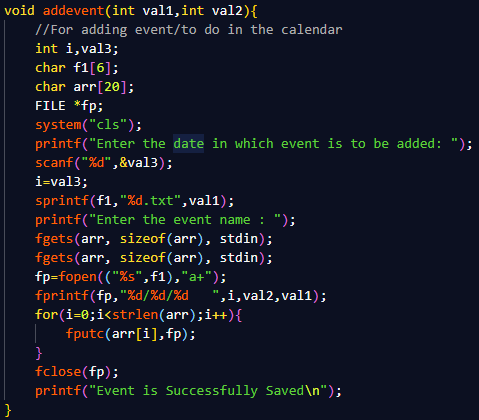 void addevent(int val1,int val2){
    //For adding event/to do in the calendar
    int i,val3;
    char f1[6];
    char arr[20];
    FILE *fp;
    system("cls");
    printf("Enter the date in which event is to be added: ");
    scanf("%d",&val3);
    i=val3;
    sprintf(f1,"%d.txt",val1);
    printf("Enter the event name : ");
    fgets(arr, sizeof(arr), stdin);
    fgets(arr, sizeof(arr), stdin);
    fp=fopen(("%s",f1),"a+");
    fprintf(fp,"%d/%d/%d   ",i,val2,val1);
    for(i=0;i<strlen(arr);i++){
        fputc(arr[i],fp);
    }
    fclose(fp);
    printf("Event is Successfully Saved\n");
}